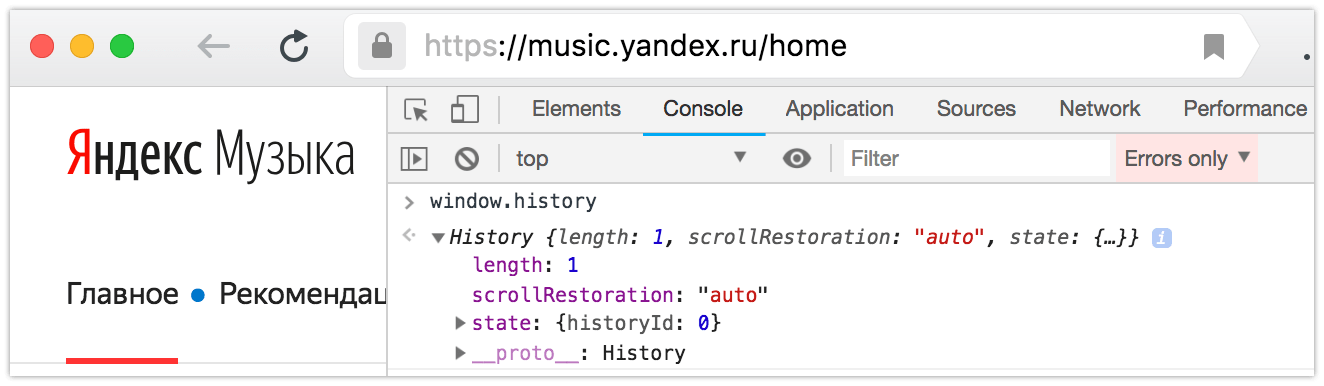 https://music.yandex.ru/home
Elements Console Application Sources Network Performance
top Filter Errors only
Яндекс Музыка
window.history
History {length: 1, scrollRestoration: "auto", state: {…}} i
length: 1
scrollRestoration: "auto"
state: {historyId: 0}
__proto__: History
Главное Рекомендац